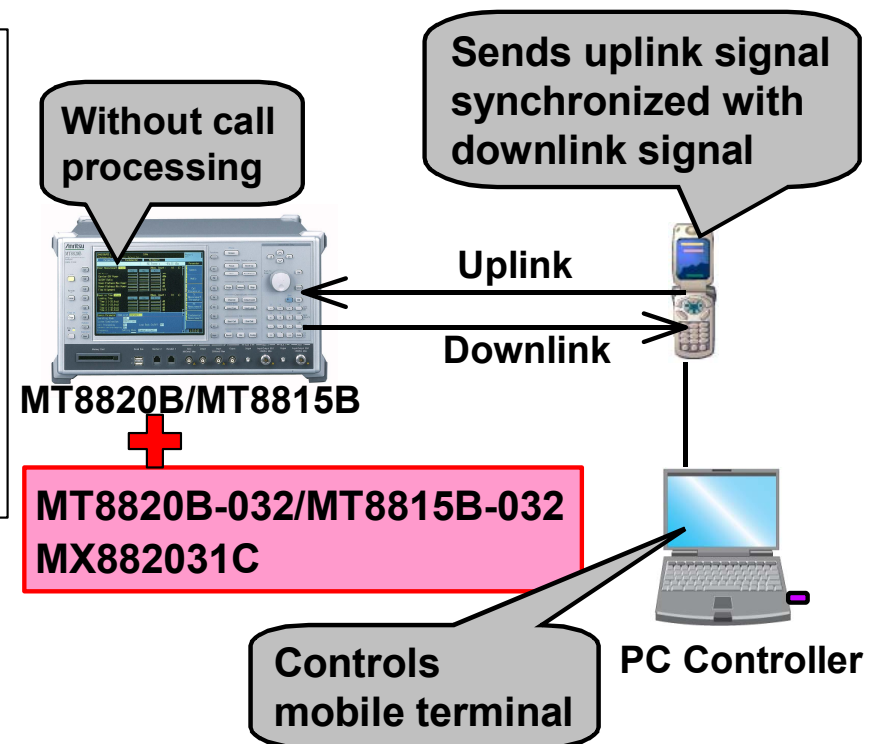 Sends uplink signal
synchronized with
downlink signal
Without call
processing
Anritsu
Uplink
Downlink
MT8820B/MT8815B
MT8820B-032/MT8815B-032
MX882031C
Controls
mobile terminal
PC Controller